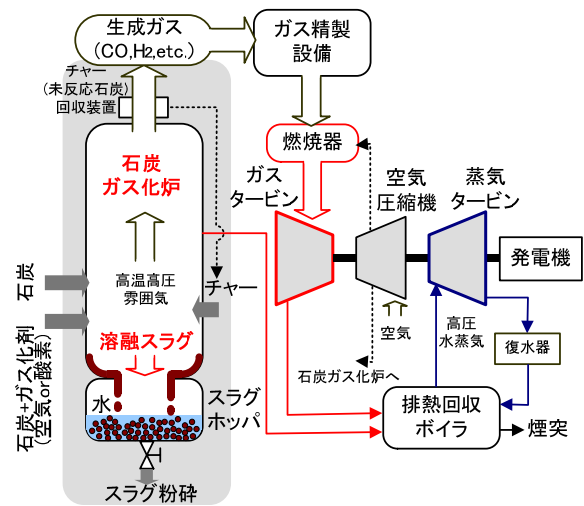 生成ガス
(CO,H2,etc.)
ガス精製
設備
チャー
(未反応石炭)
回収装置
燃焼器
石炭
ガス化炉
ガス
タービン
空気
圧縮機
蒸気
タービン
発電機
高温高圧
雰囲気
チャー
石炭
石炭+ガス化剤
(空気or酸素)
溶融スラグ
空気
高圧
水蒸気
復水器
石炭ガス化炉へ
水
スラグ
ホッパ
排熱回収
ボイラ
煙突
スラグ粉砕